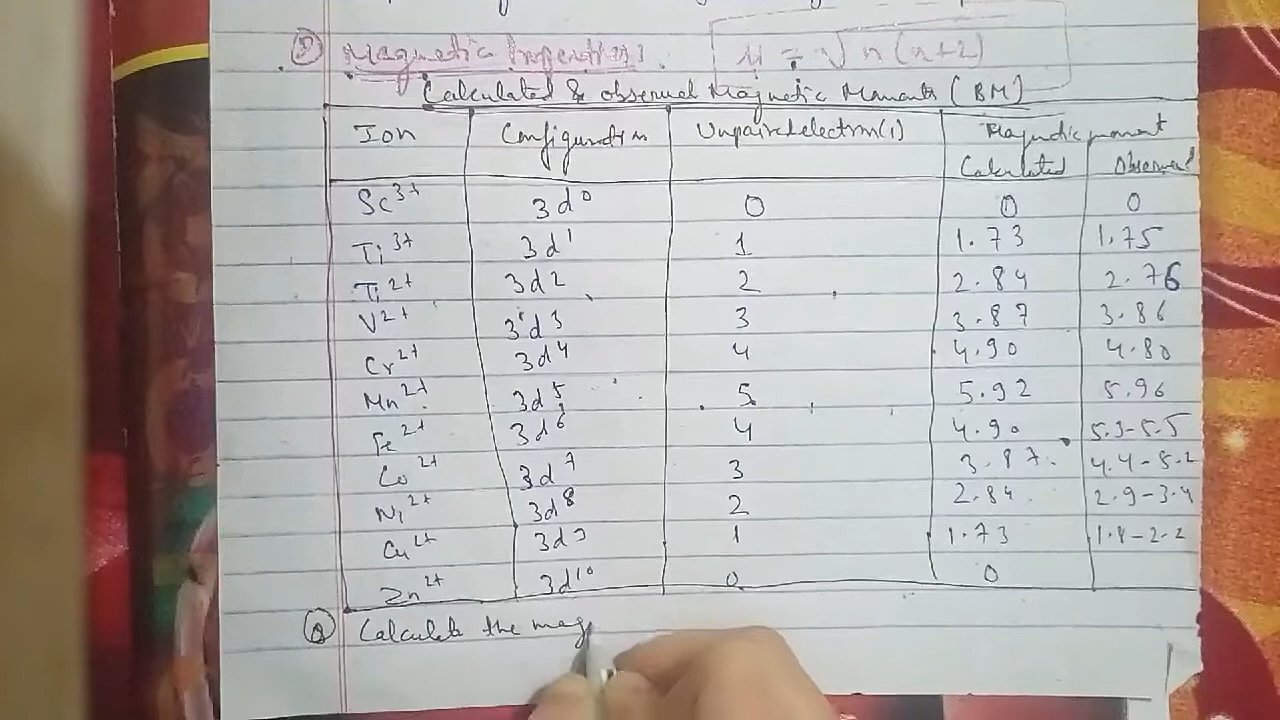 Magnetic Properties. μ = √n(n+2)
Calculated & observed Magnetic Moments (BM)
Ion Configuration Unpaired electron(s) Magnetic moment
Calculated Observed
Sc3+ 3d0 0 0 0
Ti3+ 3d1 1 1.73 1.75
Ti2+ 3d2 2 2.84 2.76
V2+ 3d3 3 3.87 3.86
Cr2+ 3d4 4 4.90 4.80
Mn2+ 3d5 5 5.92 5.96
Fe2+ 3d6 4 4.90 5.3-5.5
Co2+ 3d7 3 3.87. 4.4-5.2
Ni2+ 3d8 2 2.84. 2.9-3.4
Cu2+ 3d9 1 1.73 1.8-2.2
Zn2+ 3d10 0 0
Q Calculate the mag